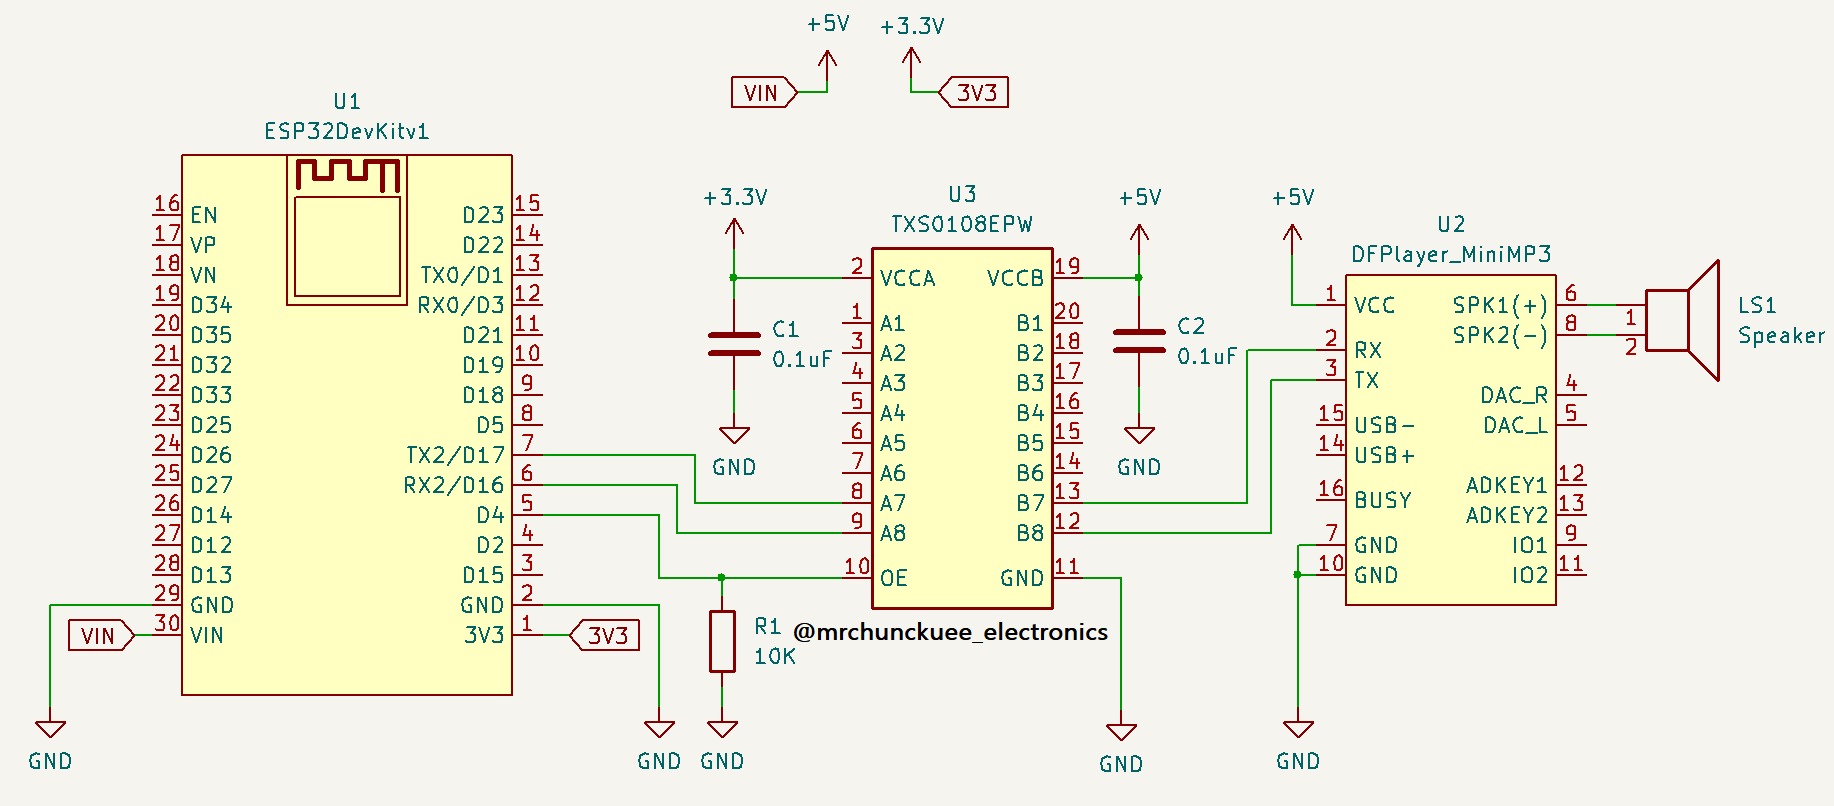 +5V
+3.3V
VIN
3V3
U1
ESP32DevKitv1
16 EN
17 VP
18 VN
19 D34
20 D35
21 D32
22 D33
23 D25
24 D26
25 D27
26 D14
27 D12
28 D13
29 GND
30 VIN
VIN
GND
D23 15
D22 14
TX0/D1 13
RX0/D3 12
D21 11
D19 10
D18 9
D5 8
TX2/D17 7
RX2/D16 6
D4 5
D2 4
D15 3
GND 2
3V3 1
3V3
GND
+3.3V
C1
0.1uF
GND
R1
10K
GND
U3
TXS0108EPW
2 VCCA
1 A1
3 A2
4 A3
5 A4
6 A5
7 A6
8 A7
9 A8
10 OE
VCCB 19
B1 20
B2 18
B3 17
B4 16
B5 15
B6 14
B7 13
B8 12
GND 11
@mrchunckuee_electronics
GND
+5V
C2
0.1uF
GND
+5V
U2
DFPlayer_MiniMP3
1 VCC
2 RX
3 TX
15 USB-
14 USB+
16 BUSY
7 GND
10 GND
GND
SPK1(+) 6
SPK2(-) 8
DAC_R 4
DAC_L 5
ADKEY1 12
ADKEY2 13
IO1 9
IO2 11
1
2
LS1
Speaker